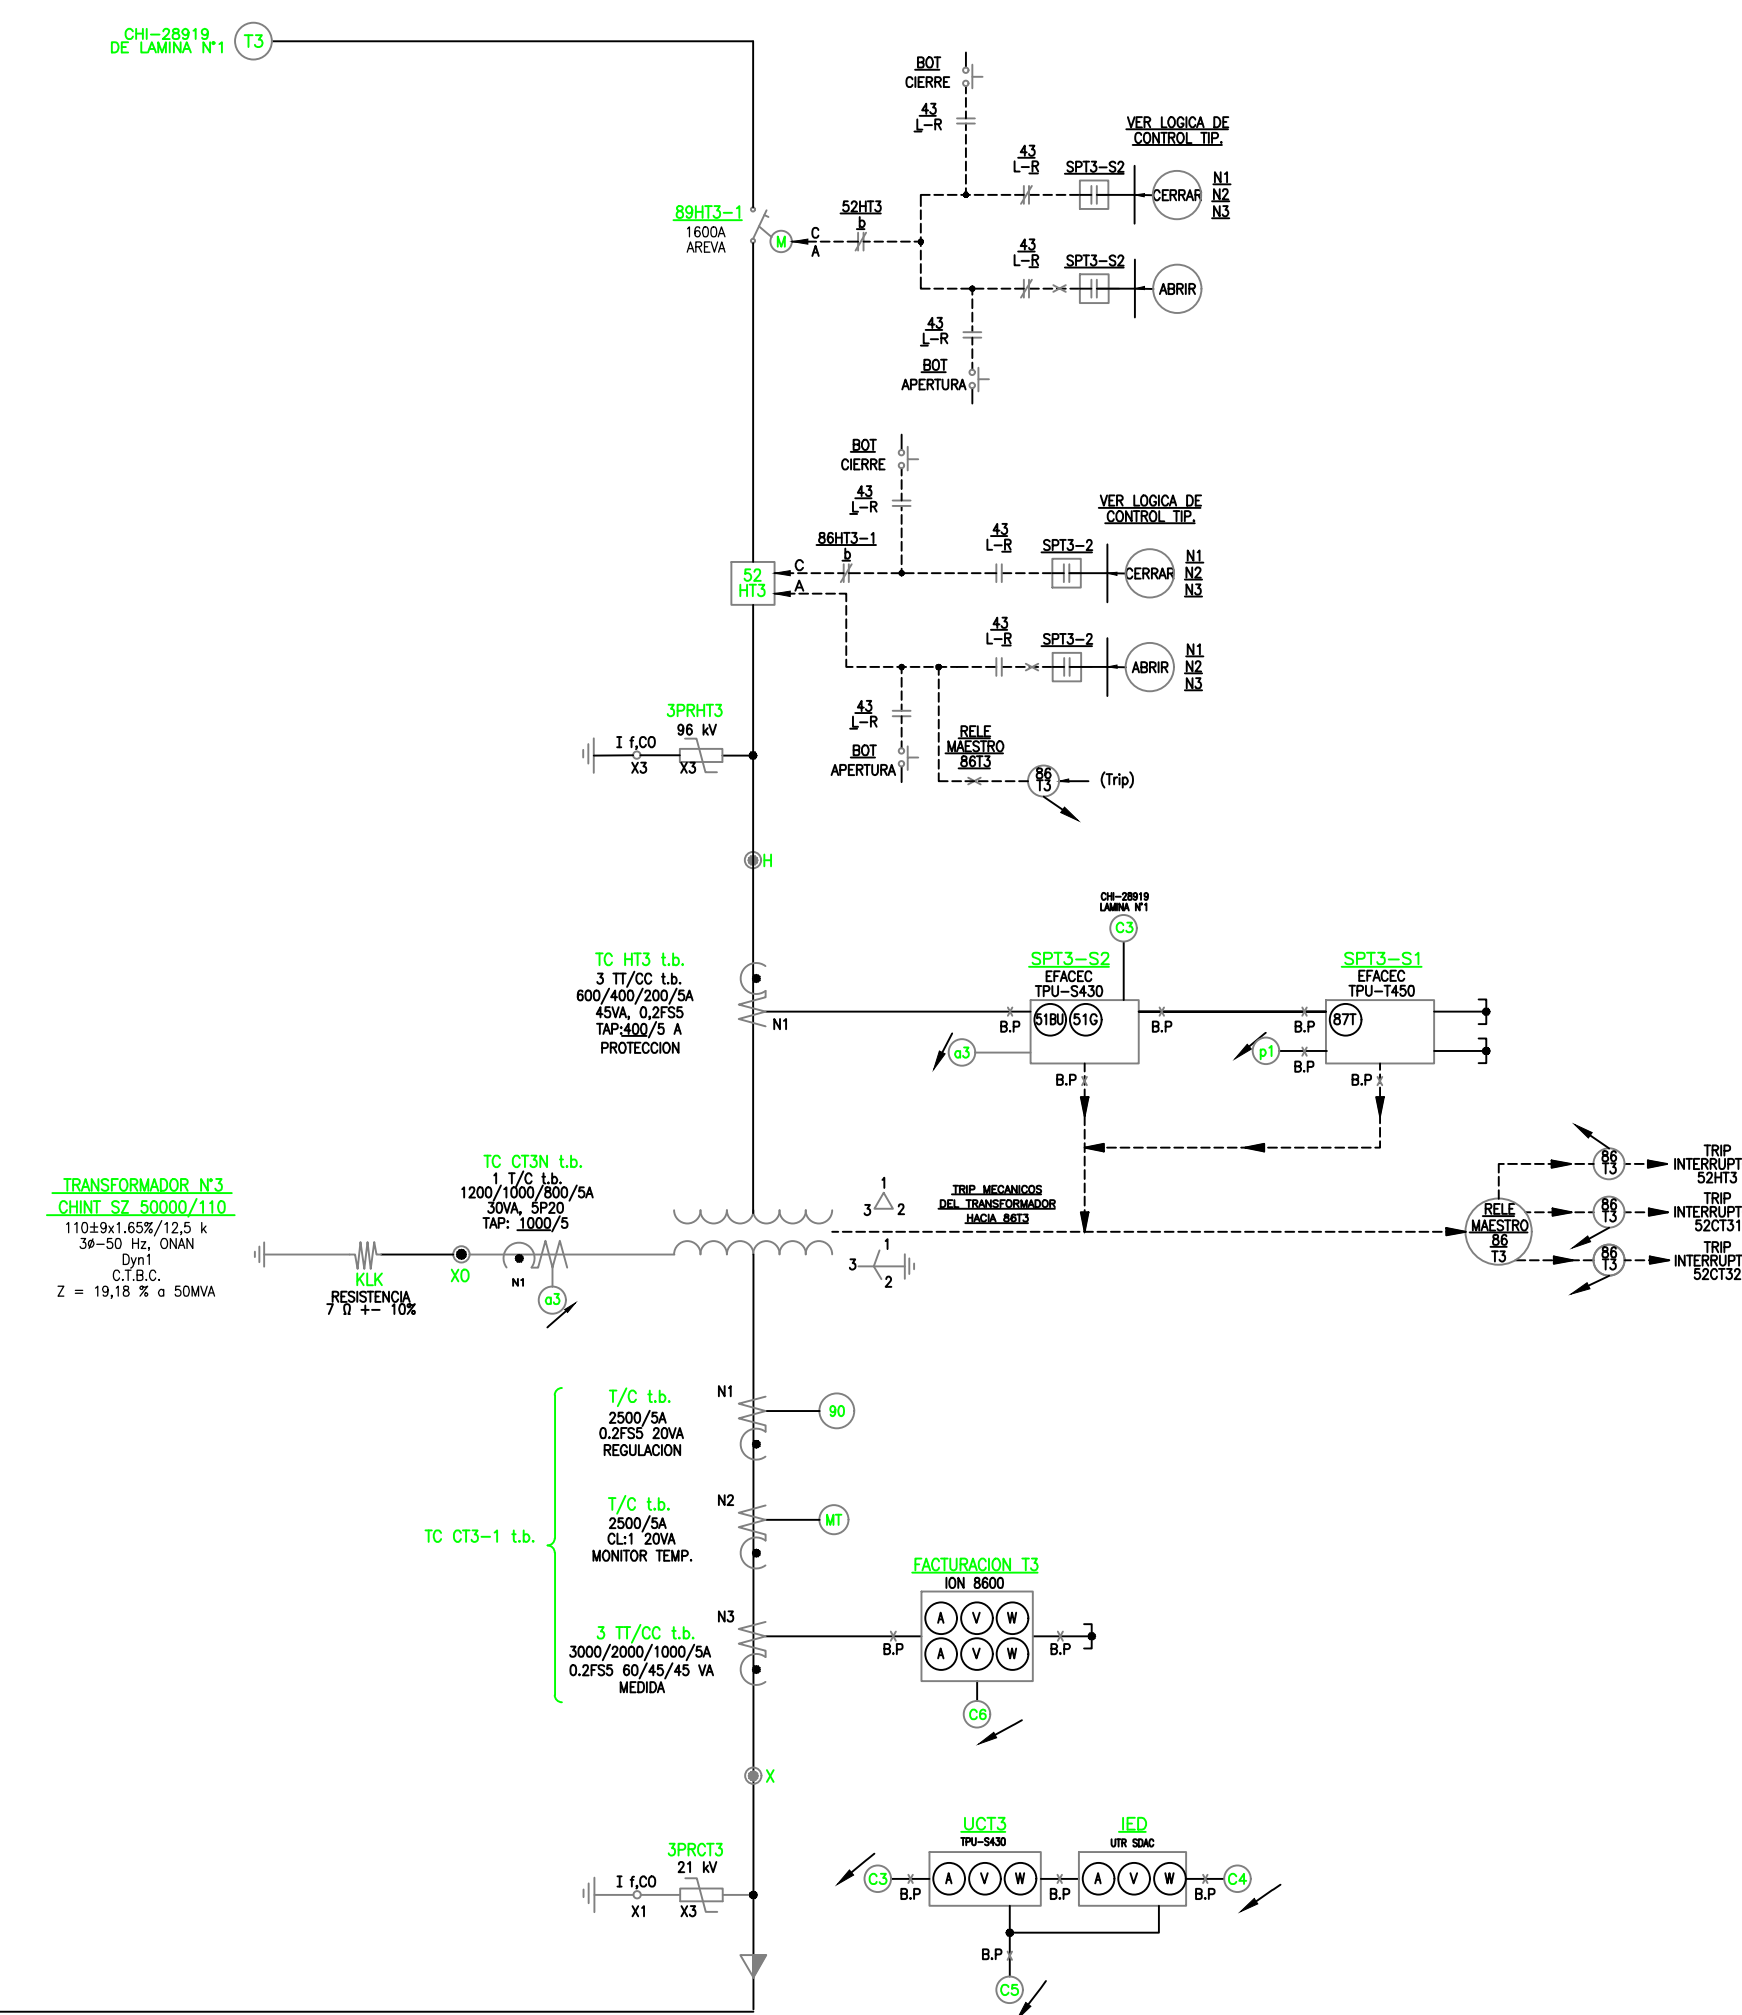 CHI-28919
DE LAMINA N°1
T3
BOT
CIERRE
43
L-R
VER LOGICA DE
CONTROL TIP.
43
L-R
SPT3-S2
CERRAR
N1
N2
N3
89HT3-1
1600A
AREVA
M
C
A
52HT3
b
43
L-R
SPT3-S2
ABRIR
43
L-R
BOT
APERTURA
BOT
CIERRE
43
L-R
VER LOGICA DE
CONTROL TIP.
86HT3-1
b
43
L-R
SPT3-2
CERRAR
N1
N2
N3
52
HT3
C
A
43
L-R
SPT3-2
ABRIR
N1
N2
N3
43
L-R
BOT
APERTURA
RELE
MAESTRO
86T3
86
T3
(Trip)
3PRHT3
96 kV
I f,CO
X3
X3
H
TC HT3 t.b.
3 TT/CC t.b.
600/400/200/5A
45VA, 0,2FS5
TAP:400/5 A
PROTECCION
N1
CHI-28919
LAMINA N°1
C3
SPT3-S2
EFACEC
TPU-S430
51BU
51G
B.P
B.P
a3
B.P
SPT3-S1
EFACEC
TPU-T450
87T
B.P
p1
B.P
B.P
TRANSFORMADOR N°3
CHINT SZ 50000/110
110±9x1.65%/12,5 k
3ø-50 Hz, ONAN
Dyn1
C.T.B.C.
Z = 19,18 % a 50MVA
TC CT3N t.b.
1 T/C t.b.
1200/1000/800/5A
30VA, 5P20
TAP: 1000/5
KLK
RESISTENCIA
7 Ω +- 10%
XO
N1
a3
1
3
2
3
1
2
TRIP MECANICOS
DEL TRANSFORMADOR
HACIA 86T3
RELE
MAESTRO
86
T3
86
T3
TRIP
INTERRUPT
52HT3
86
T3
TRIP
INTERRUPT
52CT31
86
T3
TRIP
INTERRUPT
52CT32
TC CT3-1 t.b.
T/C t.b.
2500/5A
0.2FS5 20VA
REGULACION
N1
90
T/C t.b.
2500/5A
CL:1 20VA
MONITOR TEMP.
N2
MT
3 TT/CC t.b.
3000/2000/1000/5A
0.2FS5 60/45/45 VA
MEDIDA
N3
FACTURACION T3
ION 8600
A V W
A V W
B.P
B.P
C6
X
3PRCT3
21 kV
I f,CO
X1
X3
UCT3
TPU-S430
C3
B.P
A V W
B.P
IED
UTR SDAC
A V W
B.P
C4
B.P
C5